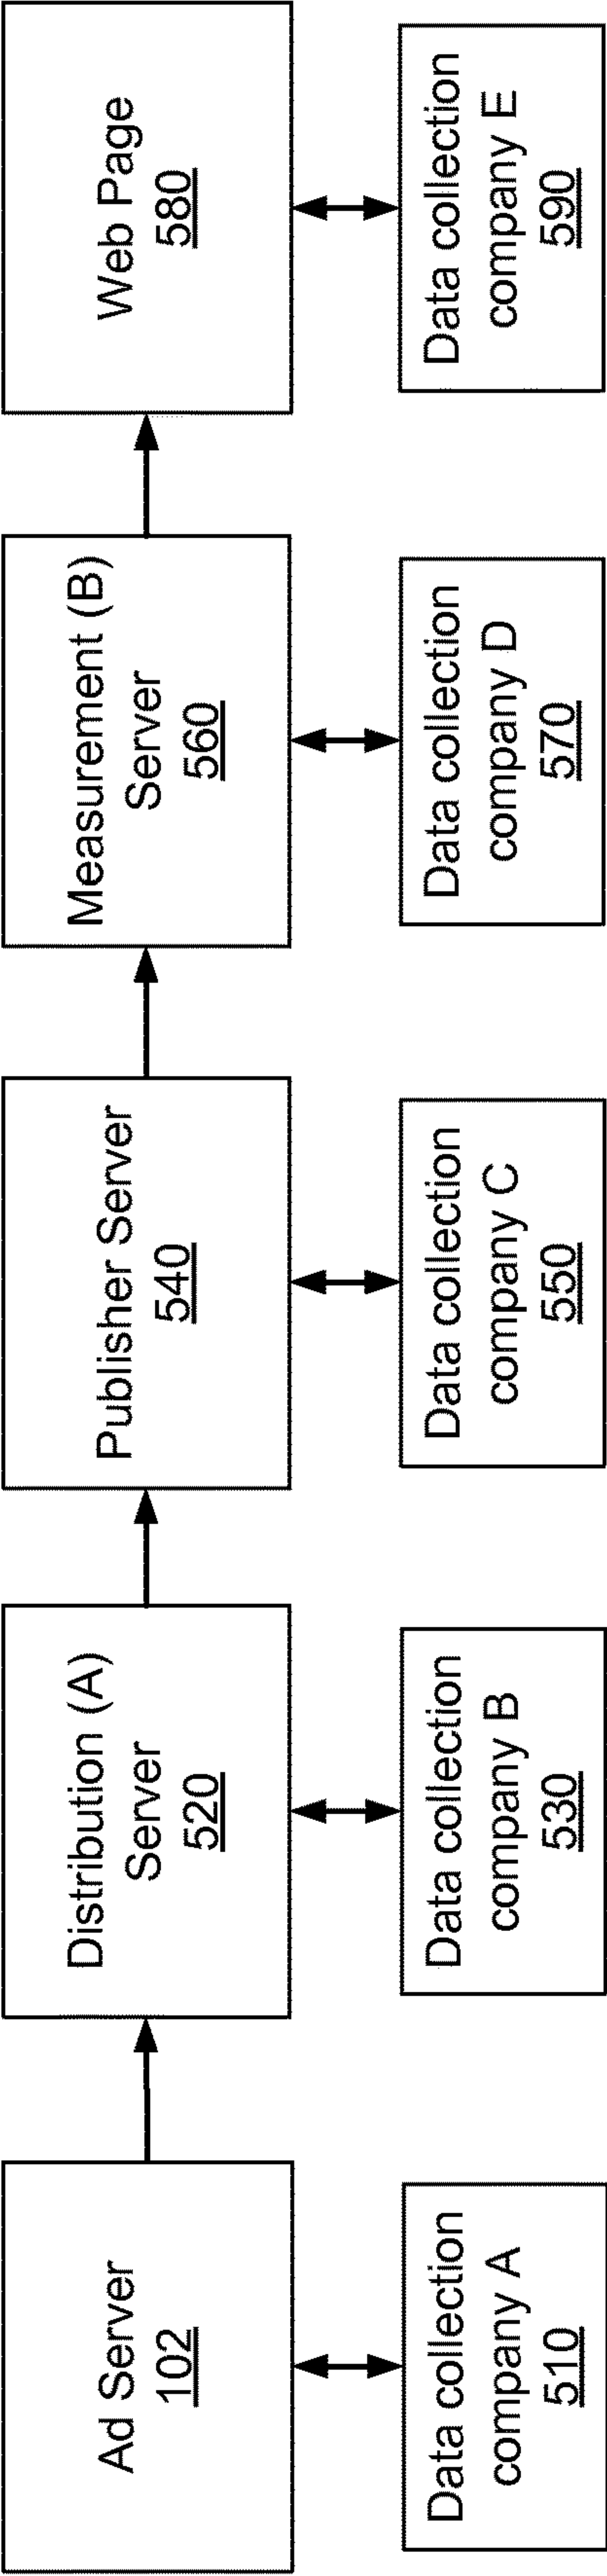 Ad Server
102
Distribution (A)
Server
520
Publisher Server
540
Measurement (B)
Server
560
Web Page
580
Data collection
company A
510
Data collection
company B
530
Data collection
company C
550
Data collection
company D
570
Data collection
company E
590